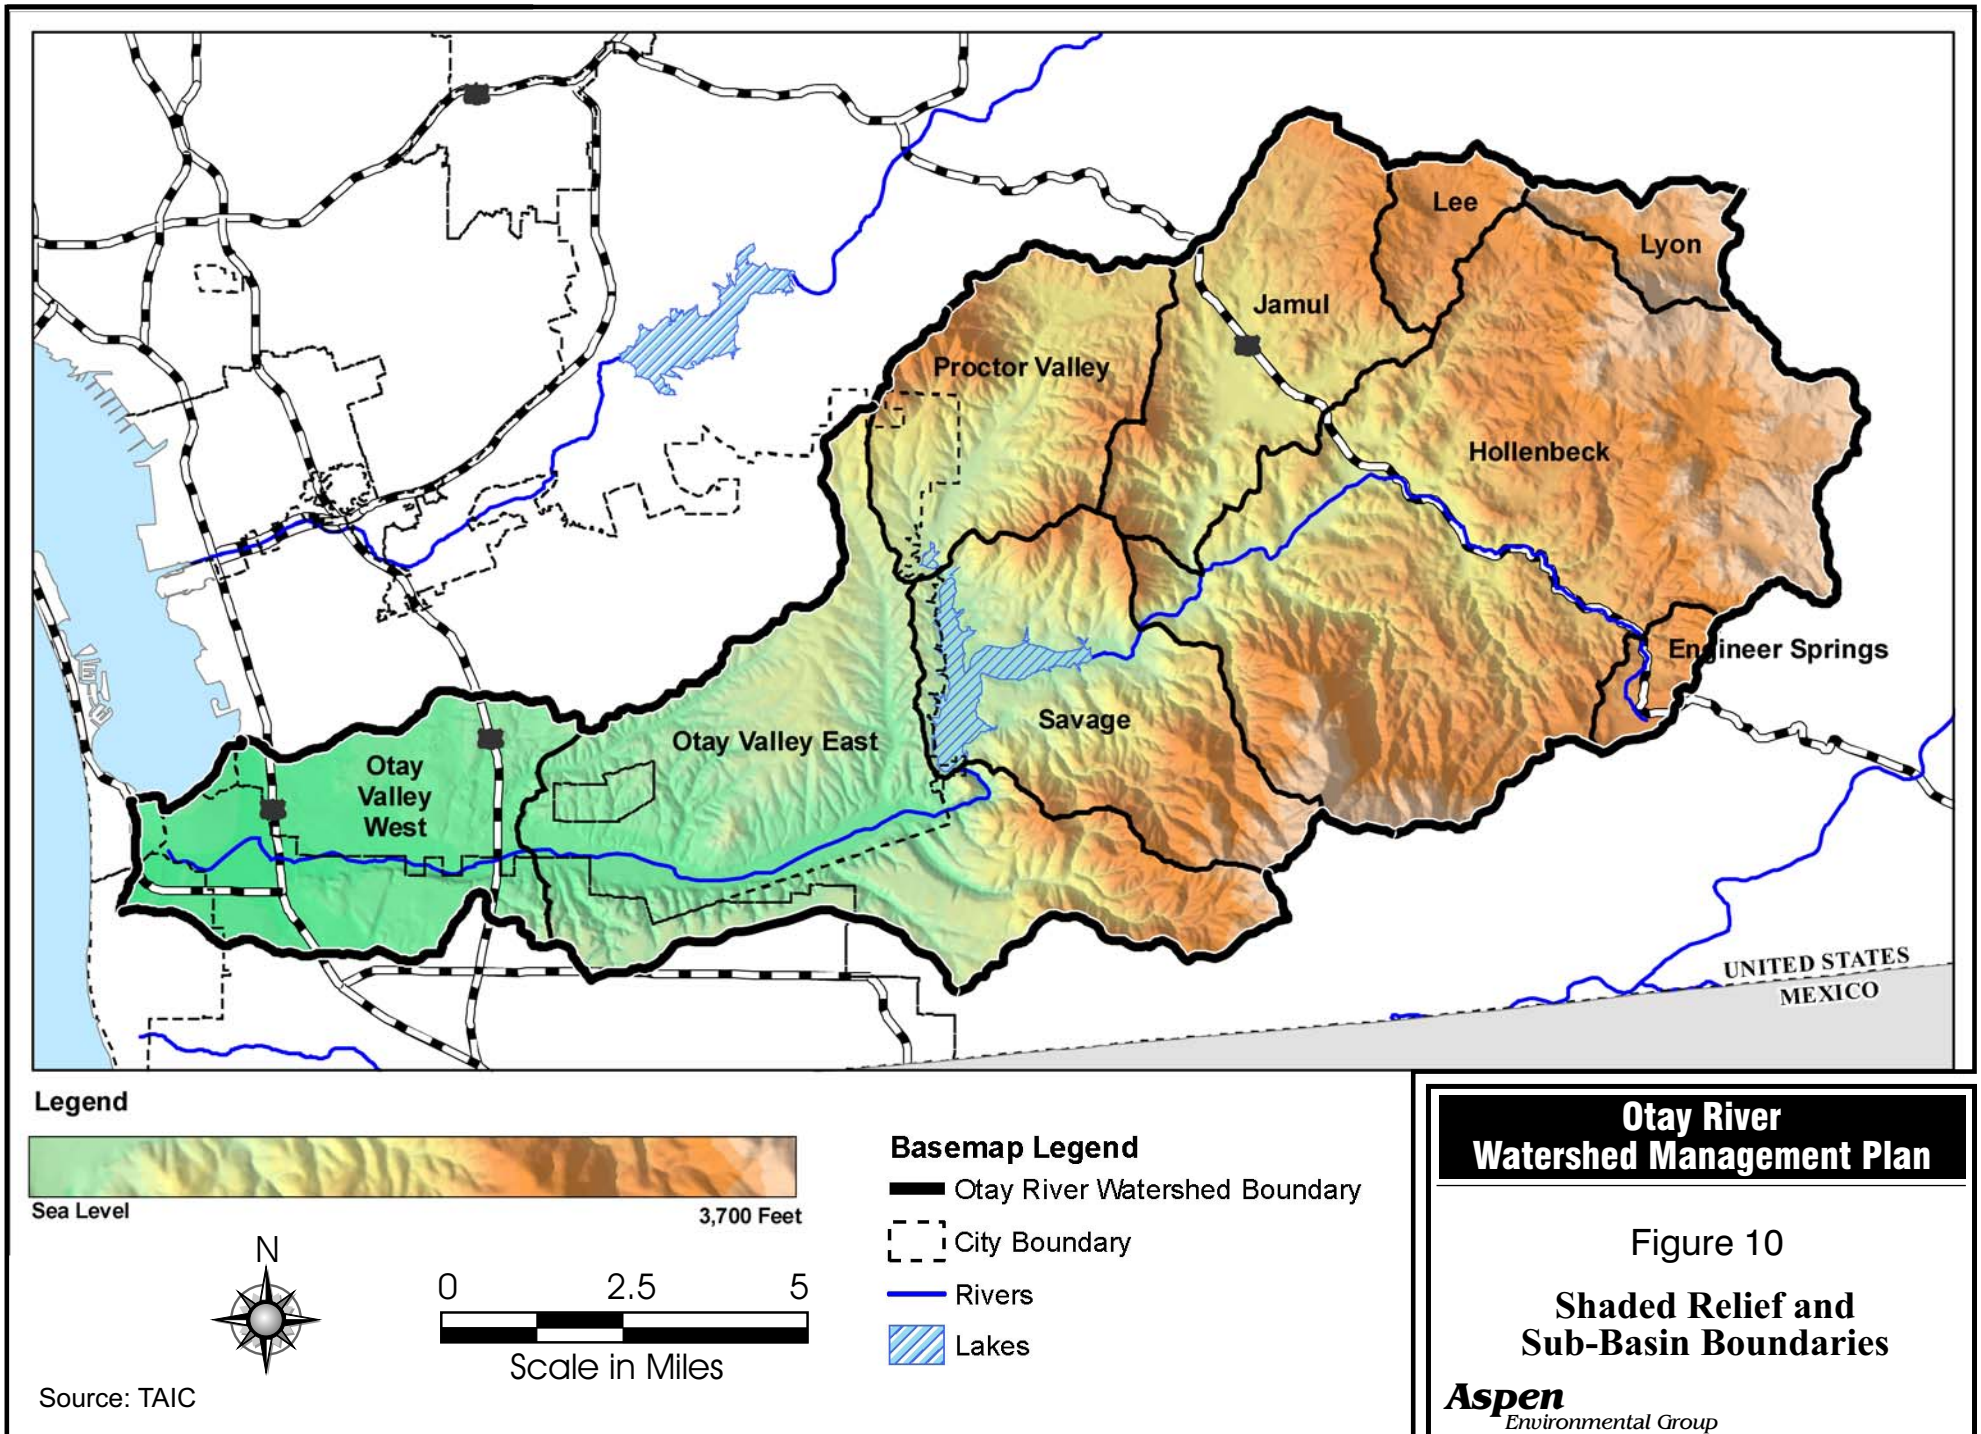 Lee
Lyon
Jamul
Proctor Valley
Hollenbeck
Engineer Springs
Savage
Otay Valley East
Otay
Valley
West
UNITED STATES
MEXICO
Legend
Sea Level
3,700 Feet
N
0 2.5 5
Scale in Miles
Source: TAIC
Basemap Legend
Otay River Watershed Boundary
City Boundary
Rivers
Lakes
Otay River
Watershed Management Plan
Figure 10
Shaded Relief and
Sub-Basin Boundaries
Aspen
Environmental Group